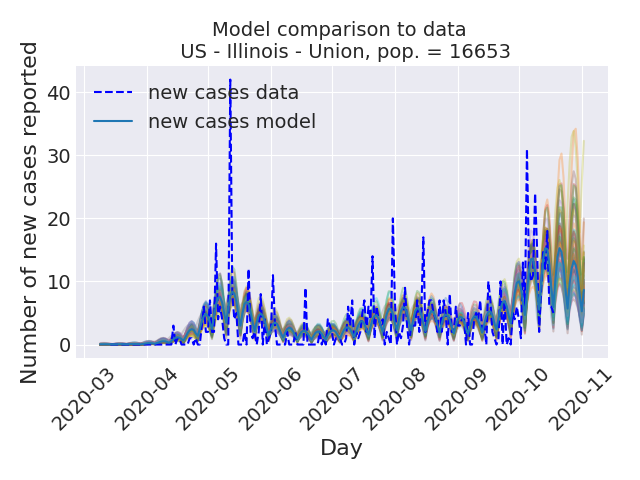 Model comparison to data
US - Illinois - Union, pop. = 16653
Number of new cases reported
40
30
20
10
0
new cases data
new cases model
2020-03
2020-04
2020-05
2020-06
2020-07
2020-08
2020-09
2020-10
2020-11
Day